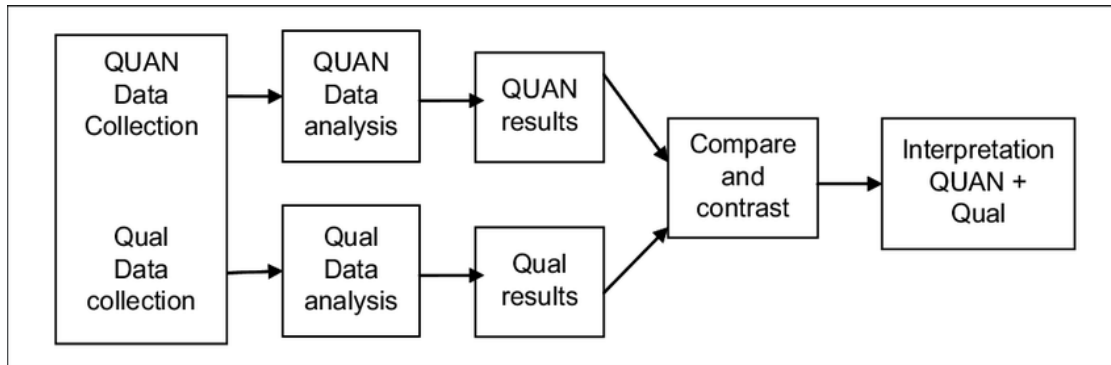 QUAN
Data
Collection
Qual
Data
collection
QUAN
Data
analysis
Qual
Data
analysis
QUAN
results
Qual
results
Compare
and
contrast
Interpretation
QUAN +
Qual